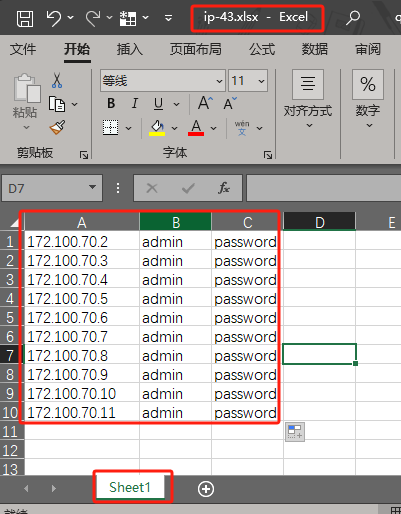 ip-43.xlsx - Excel
文件 开始 插入 页面布局 公式 数据 审阅
粘贴 等线 11 对齐方式 % 数字
B I U A A
A wén 文
剪贴板 字体
D7 fx
A B C D E
1 172.100.70.2 admin password
2 172.100.70.3 admin password
3 172.100.70.4 admin password
4 172.100.70.5 admin password
5 172.100.70.6 admin password
6 172.100.70.7 admin password
7 172.100.70.8 admin password
8 172.100.70.9 admin password
9 172.100.70.10 admin password
10 172.100.70.11 admin password
11
12
13
Sheet1